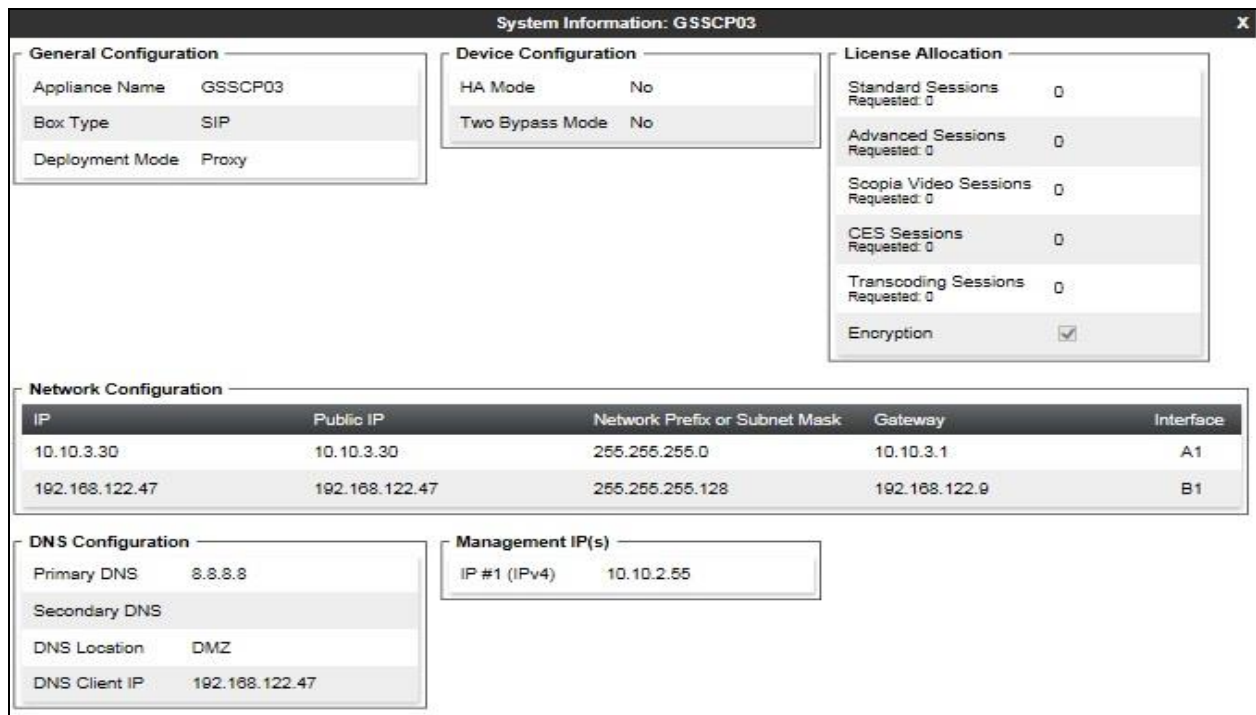 System Information: GSSCP03 X
General Configuration
Appliance Name GSSCP03
Box Type SIP
Deployment Mode Proxy
Device Configuration
HA Mode No
Two Bypass Mode No
License Allocation
Standard Sessions 0
Requested: 0
Advanced Sessions 0
Requested: 0
Scopia Video Sessions 0
Requested: 0
CES Sessions 0
Requested: 0
Transcoding Sessions 0
Requested: 0
Encryption
Network Configuration
IP Public IP Network Prefix or Subnet Mask Gateway Interface
10.10.3.30 10.10.3.30 255.255.255.0 10.10.3.1 A1
192.168.122.47 192.168.122.47 255.255.255.128 192.168.122.9 B1
DNS Configuration
Primary DNS 8.8.8.8
Secondary DNS
DNS Location DMZ
DNS Client IP 192.168.122.47
Management IP(s)
IP #1 (IPv4) 10.10.2.55